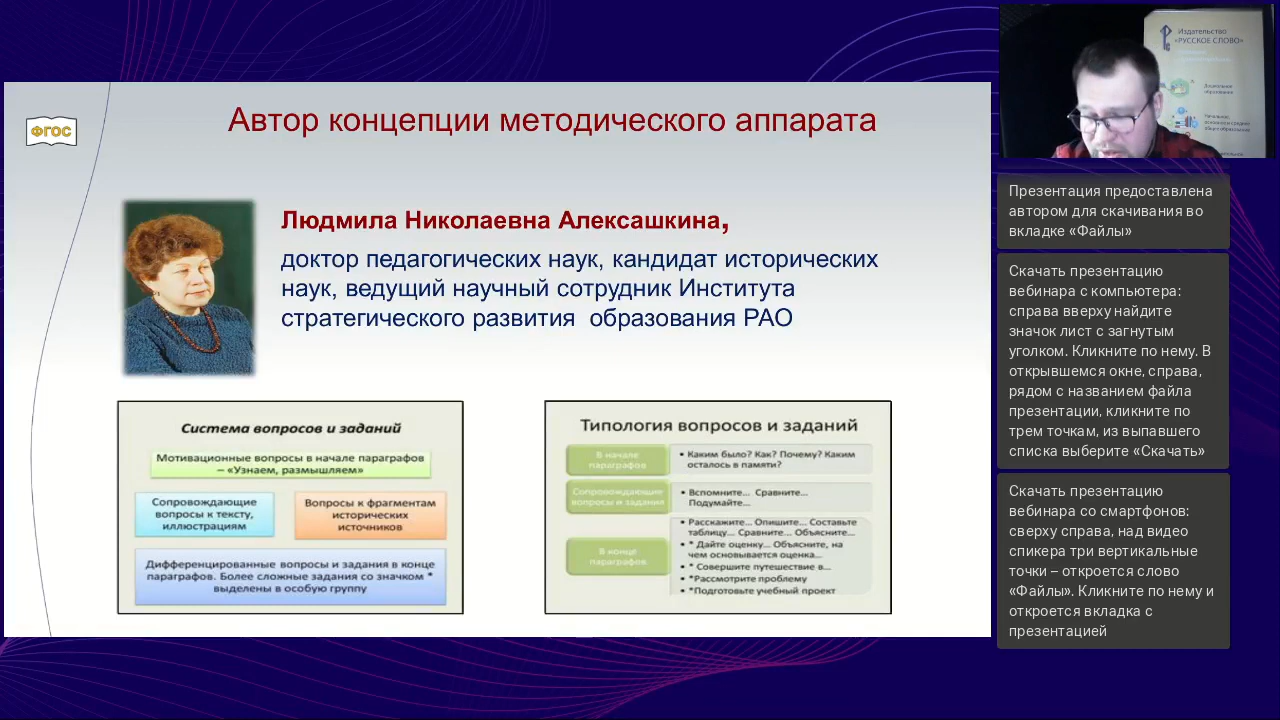 ФГОС
Автор концепции методического аппарата
Людмила Николаевна Алексашкина,
доктор педагогических наук, кандидат исторических
наук, ведущий научный сотрудник Института
стратегического развития образования РАО
Система вопросов и заданий
Мотивационные вопросы в начале параграфов
– «Узнаем, размышляем»
Сопровождающие
вопросы к тексту,
иллюстрациям
Вопросы к фрагментам
исторических
источников
Дифференцированные вопросы и задания в конце
параграфов. Более сложные задания со значком *
выделены в особую группу
Типология вопросов и заданий
В начале
параграфов
• Каким было? Как? Почему? Каким
осталось в памяти?
Сопровождающие
вопросы и задания
• Вспомните... Сравните...
Подумайте...
В конце
параграфов
• Расскажите... Опишите... Составьте
таблицу... Сравните... Объясните...
• * Дайте оценку... Объясните, на
чем основывается оценка...
• * Совершите путешествие в...
• *Рассмотрите проблему
• *Подготовьте учебный проект
Издательство
«РУССКОЕ СЛОВО»
Дошкольное
образование
Презентация предоставлена
автором для скачивания во
вкладке «Файлы»
Скачать презентацию
вебинара с компьютера:
справа вверху найдите
значок лист с загнутым
уголком. Кликните по нему. В
открывшемся окне, справа,
рядом с названием файла
презентации, кликните по
трем точкам, из выпавшего
списка выберите «Скачать»
Скачать презентацию
вебинара со смартфонов:
сверху справа, над видео
спикера три вертикальные
точки – откроется слово
«Файлы». Кликните по нему и
откроется вкладка с
презентацией